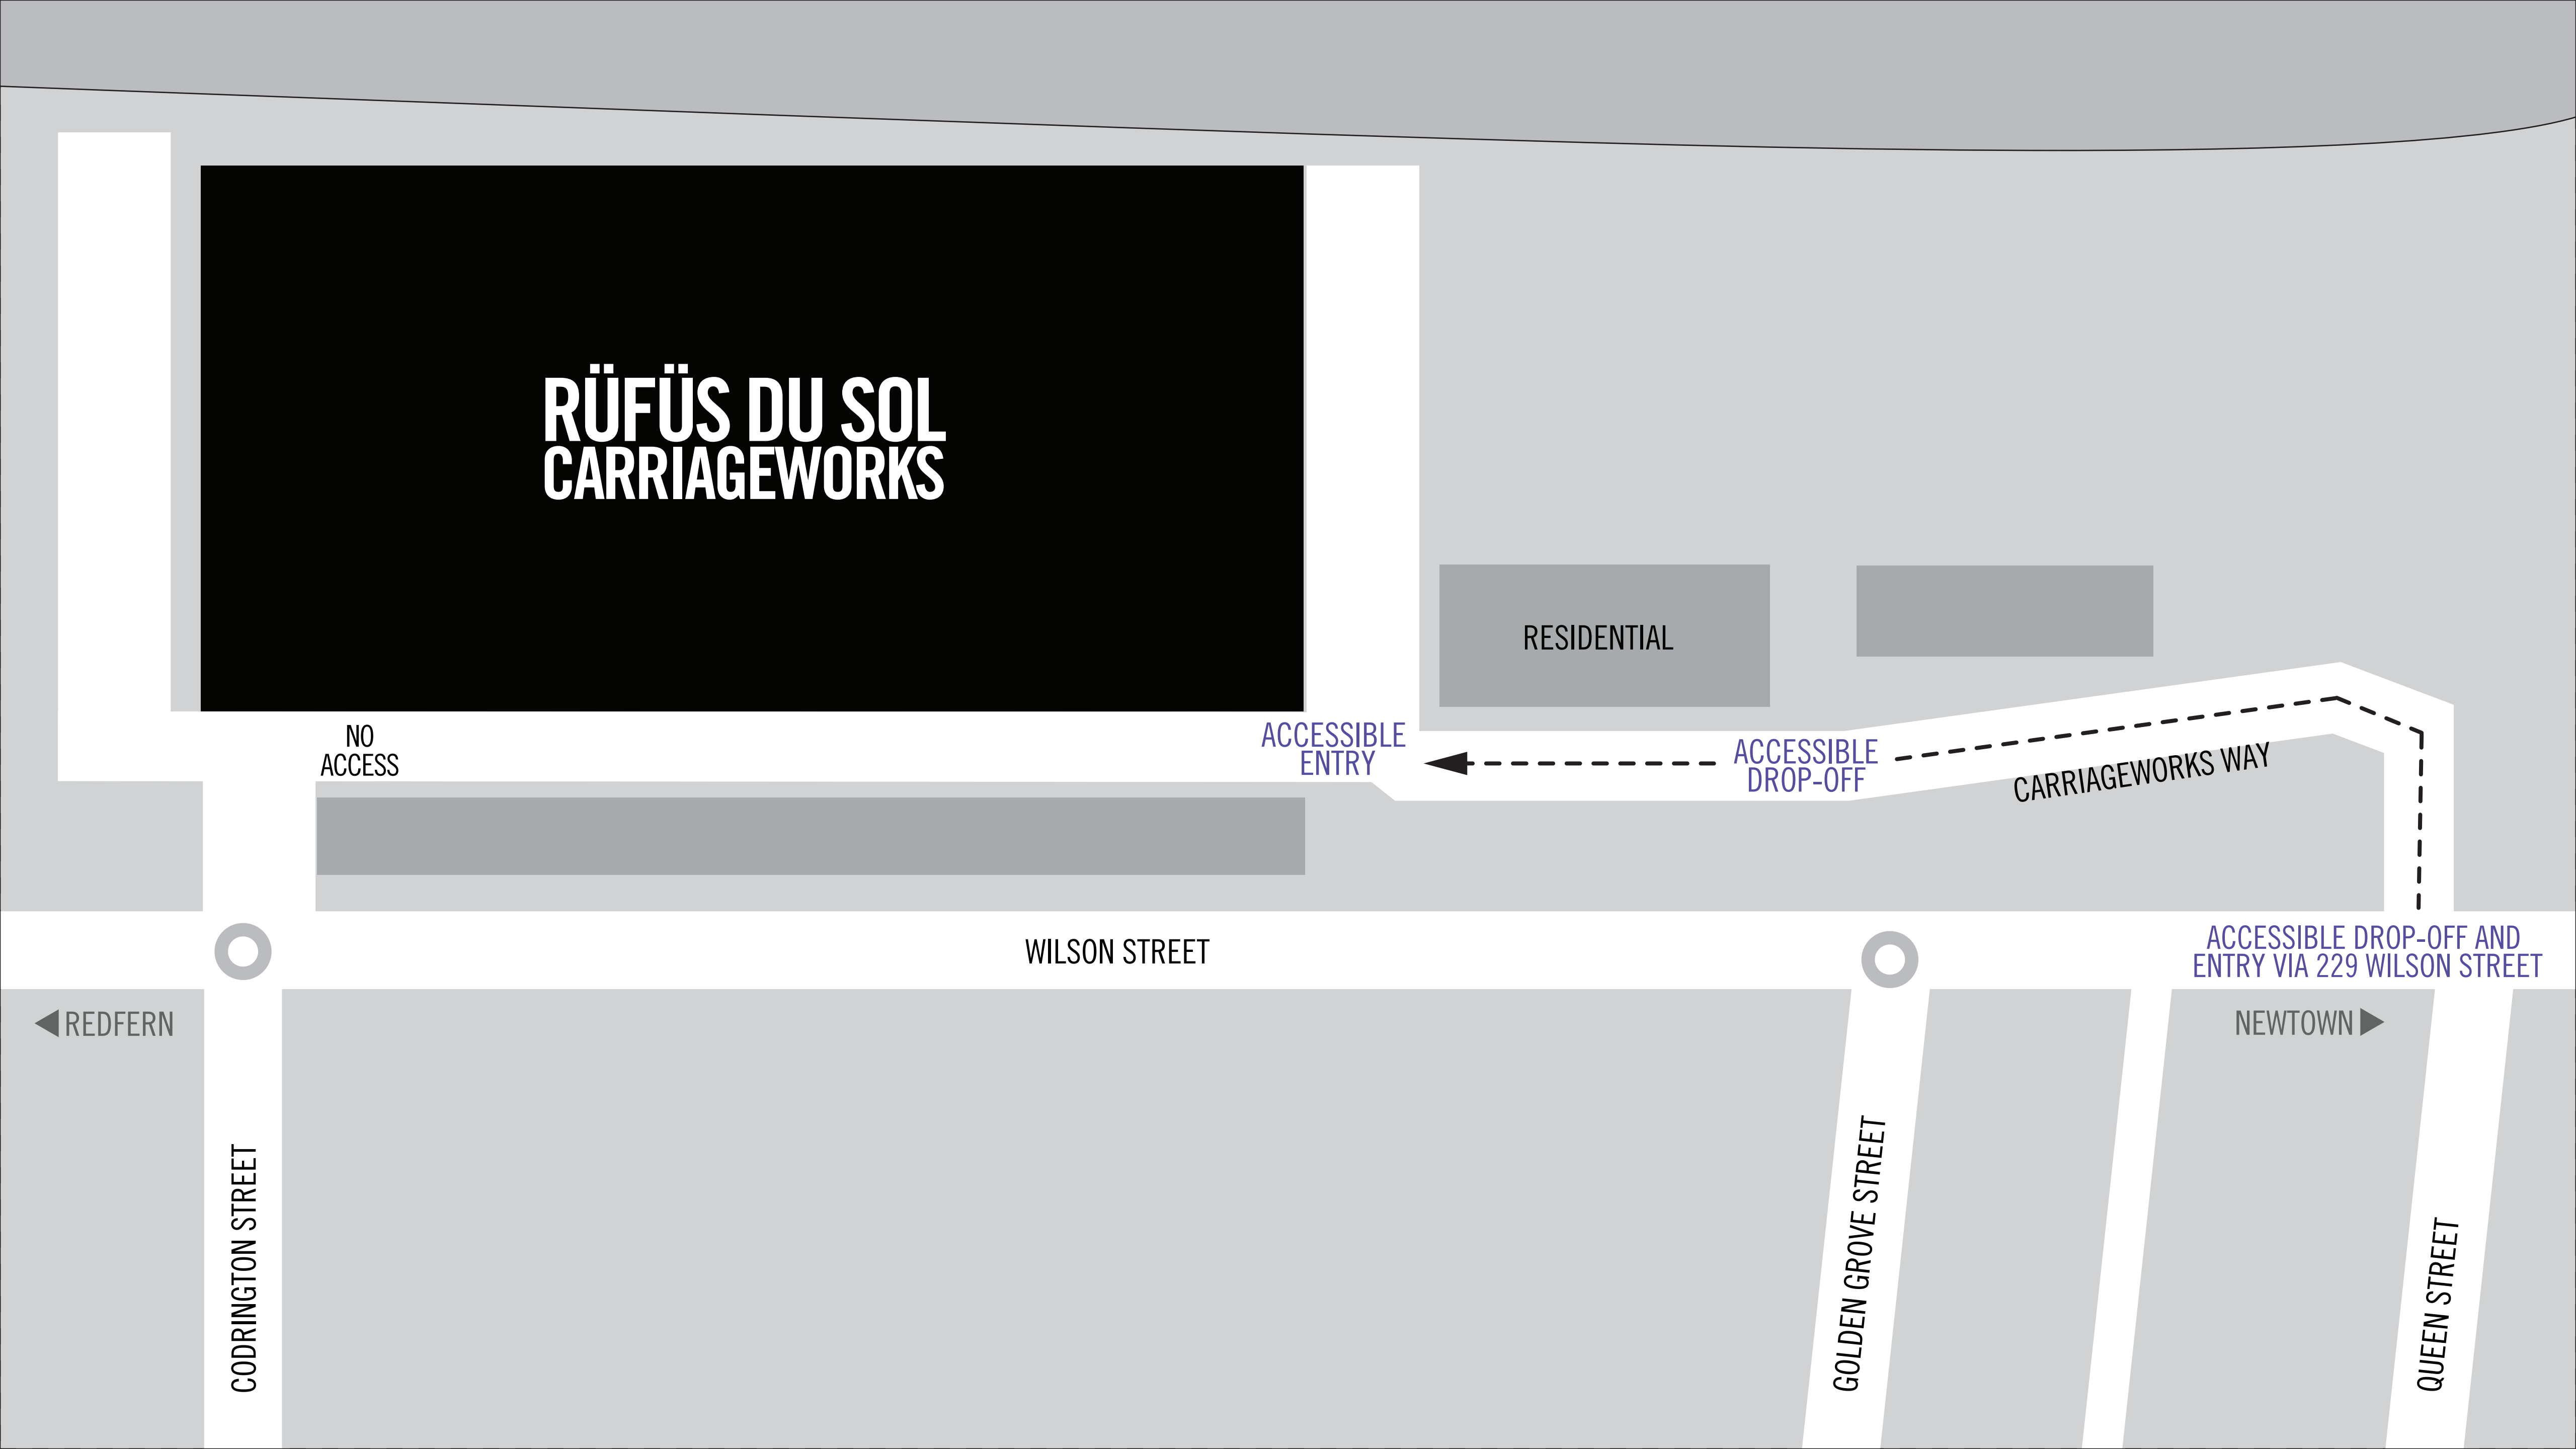 RÜFÜS DU SOL
CARRIAGEWORKS
RESIDENTIAL
NO
ACCESS
ACCESSIBLE
ENTRY
ACCESSIBLE
DROP-OFF
CARRIAGEWORKS WAY
WILSON STREET
ACCESSIBLE DROP-OFF AND
ENTRY VIA 229 WILSON STREET
REDFERN
NEWTOWN
CODRINGTON STREET
GOLDEN GROVE STREET
QUEEN STREET